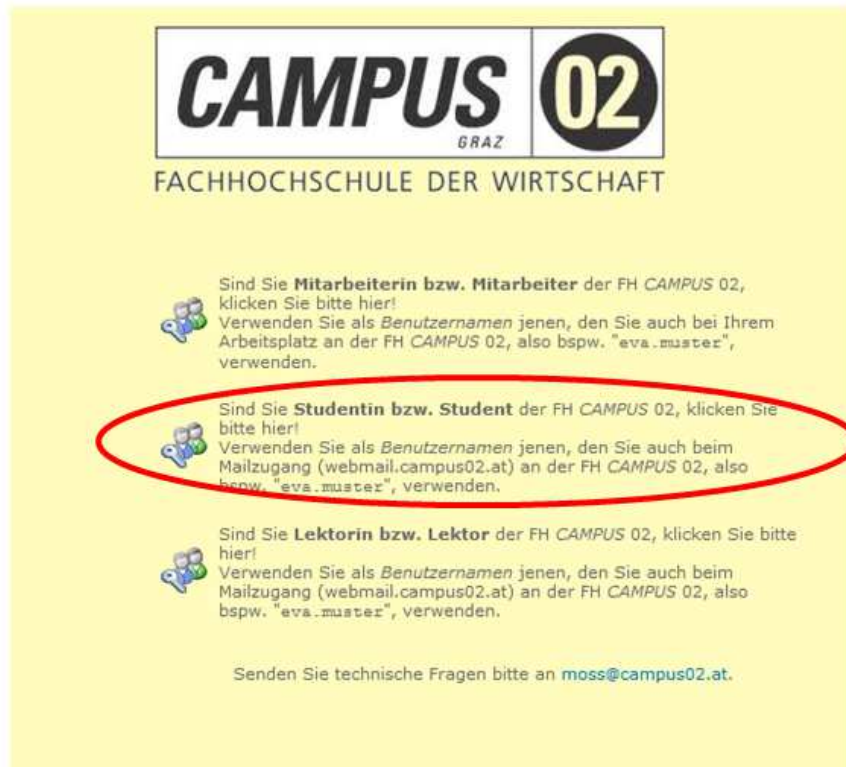 CAMPUS 02
GRAZ
FACHHOCHSCHULE DER WIRTSCHAFT
Sind Sie Mitarbeiterin bzw. Mitarbeiter der FH CAMPUS 02,
klicken Sie bitte hier!
Verwenden Sie als Benutzernamen jenen, den Sie auch bei Ihrem
Arbeitsplatz an der FH CAMPUS 02, also bspw. "eva.muster",
verwenden.
Sind Sie Studentin bzw. Student der FH CAMPUS 02, klicken Sie
bitte hier!
Verwenden Sie als Benutzernamen jenen, den Sie auch beim
Mailzugang (webmail.campus02.at) an der FH CAMPUS 02, also
bspw. "eva.muster", verwenden.
Sind Sie Lektorin bzw. Lektor der FH CAMPUS 02, klicken Sie bitte
hier!
Verwenden Sie als Benutzernamen jenen, den Sie auch beim
Mailzugang (webmail.campus02.at) an der FH CAMPUS 02, also
bspw. "eva.muster", verwenden.
Senden Sie technische Fragen bitte an moss@campus02.at.